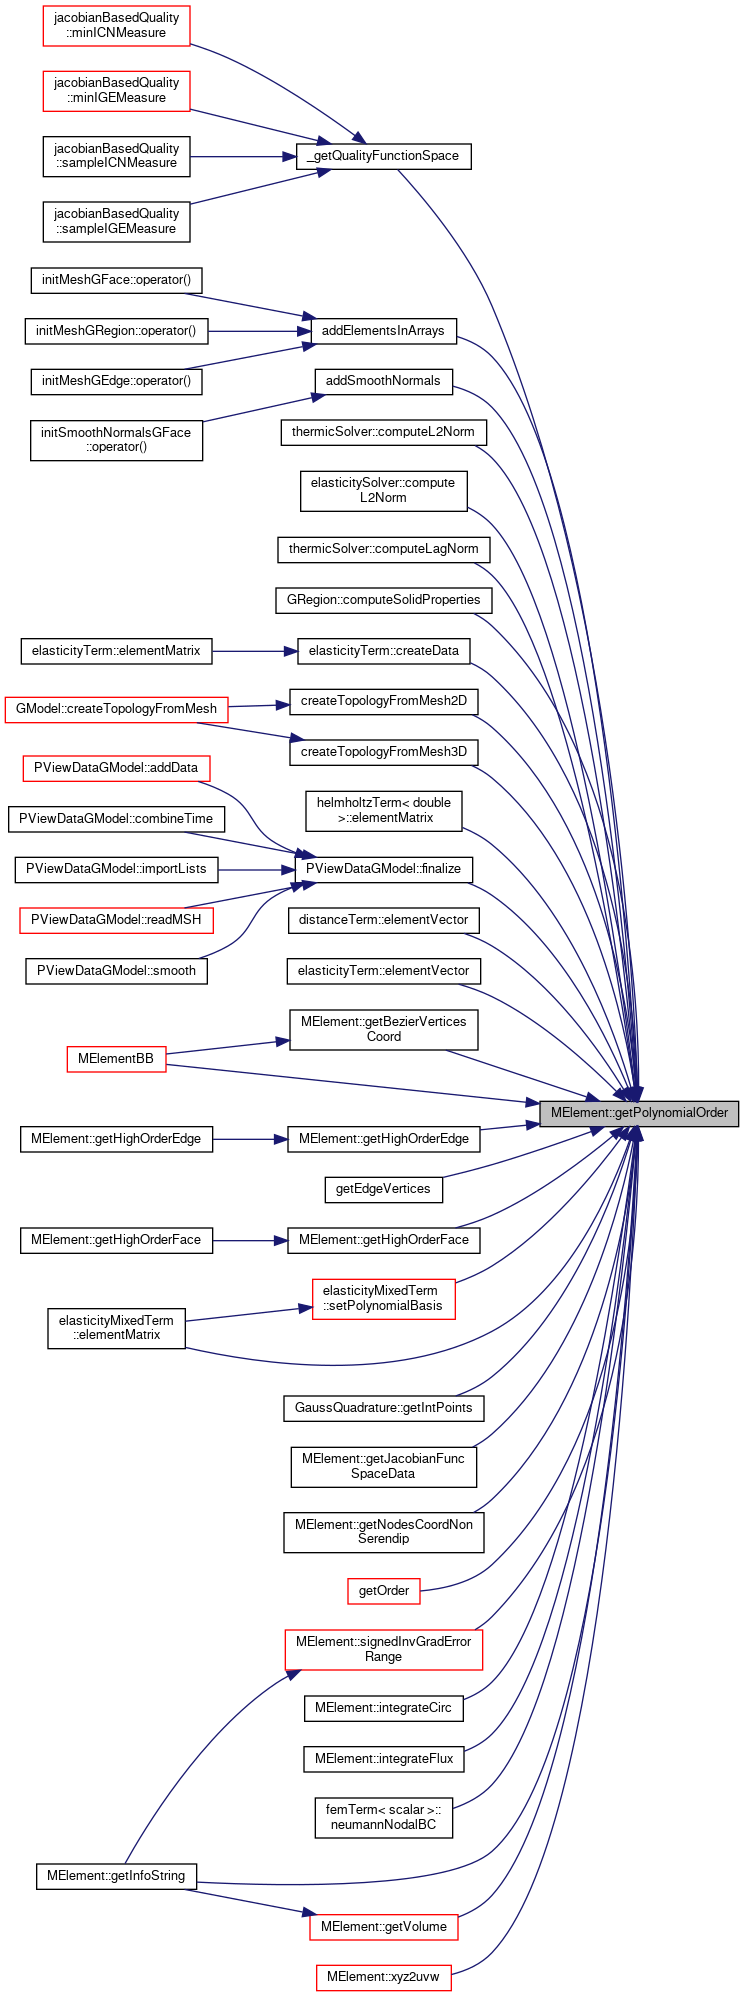 jacobianBasedQuality
::minICNMeasure
jacobianBasedQuality
::minIGEMeasure
jacobianBasedQuality
::sampleICNMeasure
_getQualityFunctionSpace
jacobianBasedQuality
::sampleIGEMeasure
initMeshGFace::operator()
initMeshGRegion::operator()
addElementsInArrays
initMeshGEdge::operator()
addSmoothNormals
initSmoothNormalsGFace
::operator()
thermicSolver::computeL2Norm
elasticitySolver::compute
L2Norm
thermicSolver::computeLagNorm
GRegion::computeSolidProperties
elasticityTerm::elementMatrix
elasticityTerm::createData
createTopologyFromMesh2D
GModel::createTopologyFromMesh
createTopologyFromMesh3D
PViewDataGModel::addData
helmholtzTerm< double
>::elementMatrix
PViewDataGModel::combineTime
PViewDataGModel::importLists
PViewDataGModel::finalize
PViewDataGModel::readMSH
distanceTerm::elementVector
PViewDataGModel::smooth
elasticityTerm::elementVector
MElement::getBezierVertices
Coord
MElementBB
MElement::getPolynomialOrder
MElement::getHighOrderEdge
MElement::getHighOrderEdge
getEdgeVertices
MElement::getHighOrderFace
MElement::getHighOrderFace
elasticityMixedTerm
::setPolynomialBasis
elasticityMixedTerm
::elementMatrix
GaussQuadrature::getIntPoints
MElement::getJacobianFunc
SpaceData
MElement::getNodesCoordNon
Serendip
getOrder
MElement::signedInvGradError
Range
MElement::integrateCirc
MElement::integrateFlux
femTerm< scalar >::
neumannNodalBC
MElement::getInfoString
MElement::getVolume
MElement::xyz2uvw